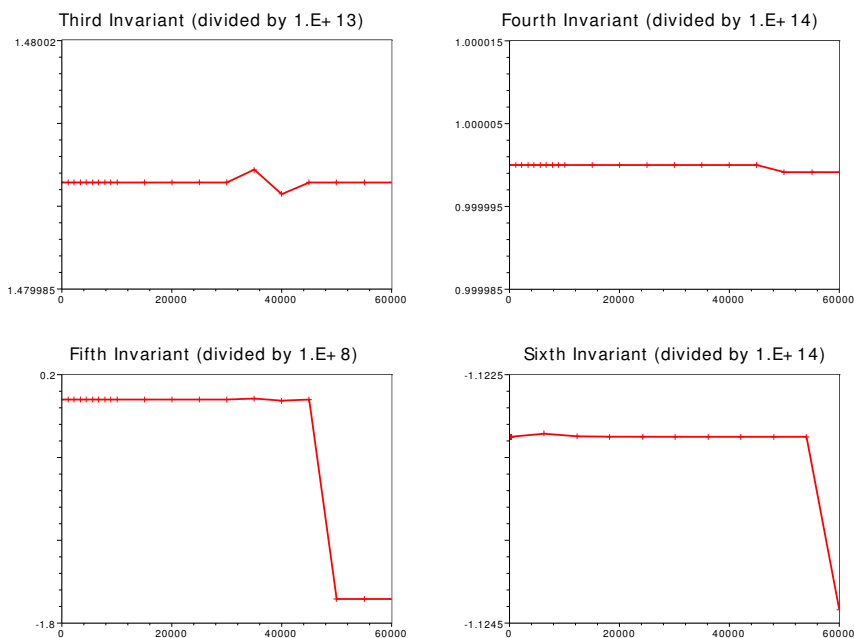 Third Invariant (divided by 1.E+13)
1.48002
1.479985
0 20000 40000 60000
Fourth Invariant (divided by 1.E+14)
1.000015
1.000005
0.999995
0.999985
0 20000 40000 60000
Fifth Invariant (divided by 1.E+8)
0.2
-1.8
0 20000 40000 60000
Sixth Invariant (divided by 1.E+14)
-1.1225
-1.1245
0 20000 40000 60000